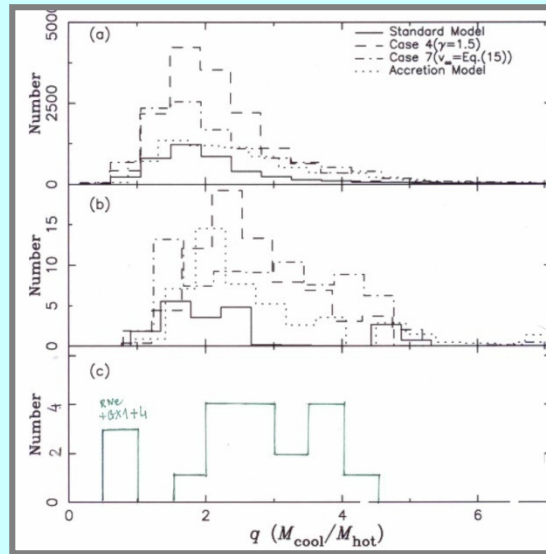 5000
(a)
Standard Model
Case 4(γ=1.5)
Case 7(v∞=Eq.(15))
Accretion Model
Number
2500
0
(b)
15
Number
10
5
0
(c)
RNe
Number
4
2
0
0 2 4 6
q (Mcool/Mhot)